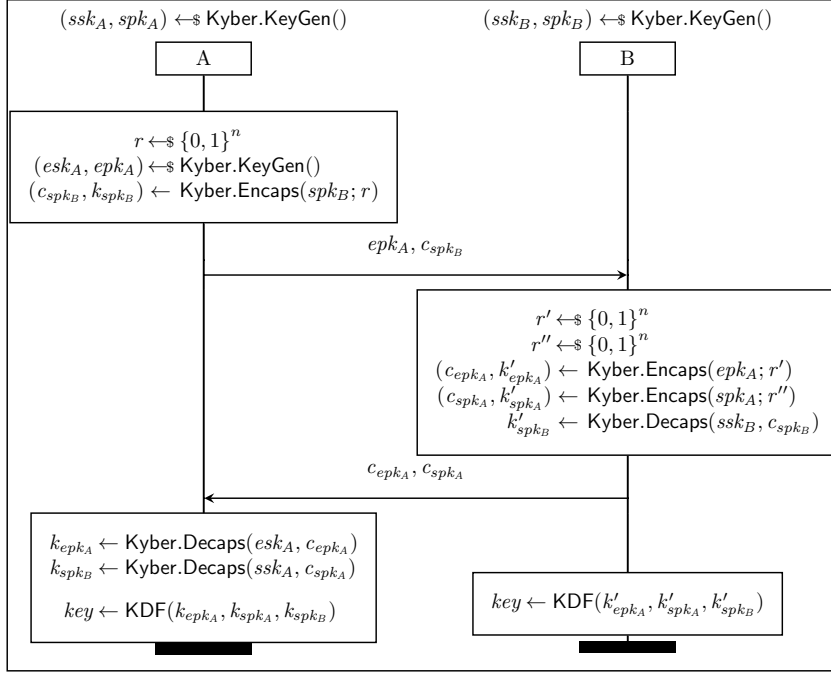 (ssk_A, spk_A) ←$ Kyber.KeyGen()
(ssk_B, spk_B) ←$ Kyber.KeyGen()
A
B
r ←$ {0, 1}^n
(esk_A, epk_A) ←$ Kyber.KeyGen()
(c_{spk_B}, k_{spk_B}) ← Kyber.Encaps(spk_B; r)
epk_A, c_{spk_B}
r′ ←$ {0, 1}^n
r′′ ←$ {0, 1}^n
(c_{epk_A}, k′_{epk_A}) ← Kyber.Encaps(epk_A; r′)
(c_{spk_A}, k′_{spk_A}) ← Kyber.Encaps(spk_A; r′′)
k′_{spk_B} ← Kyber.Decaps(ssk_B, c_{spk_B})
c_{epk_A}, c_{spk_A}
k_{epk_A} ← Kyber.Decaps(esk_A, c_{epk_A})
k_{spk_B} ← Kyber.Decaps(ssk_A, c_{spk_A})
key ← KDF(k_{epk_A}, k_{spk_A}, k_{spk_B})
key ← KDF(k′_{epk_A}, k′_{spk_A}, k′_{spk_B})